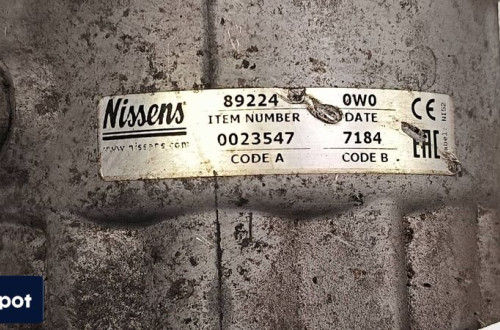 Nissens
www.nissens.com
89224 0W0
ITEM NUMBER DATE
0023547 7184
CODE A CODE B
CE
EAC
pot